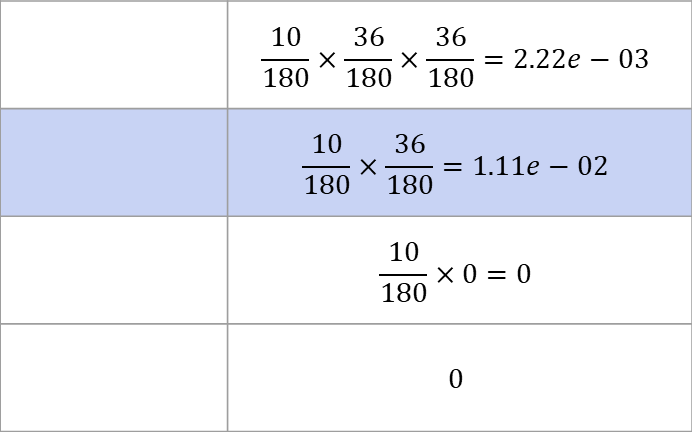 10/180 × 36/180 × 36/180 = 2.22e − 03
10/180 × 36/180 = 1.11e − 02
10/180 × 0 = 0
0